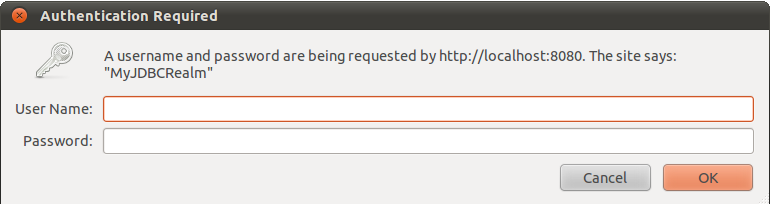 Authentication Required
A username and password are being requested by http://localhost:8080. The site says:
"MyJDBCRealm"
User Name:
Password:
Cancel OK